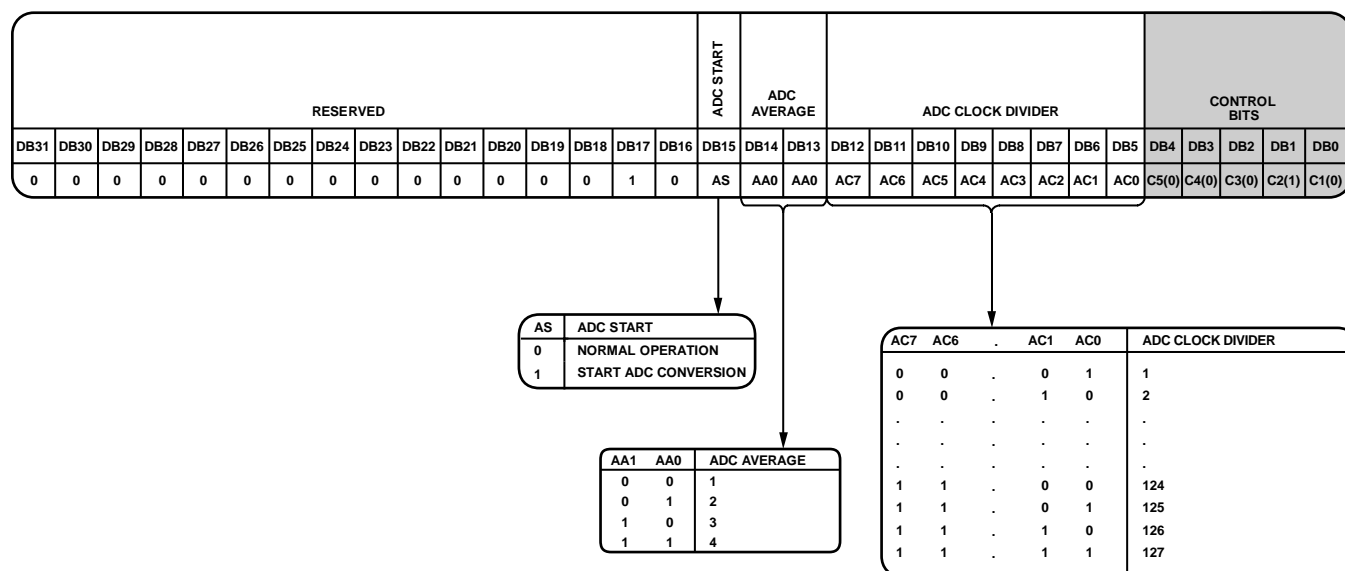 RESERVED ADC START ADC AVERAGE ADC CLOCK DIVIDER CONTROL BITS
DB31 DB30 DB29 DB28 DB27 DB26 DB25 DB24 DB23 DB22 DB21 DB20 DB19 DB18 DB17 DB16 DB15 DB14 DB13 DB12 DB11 DB10 DB9 DB8 DB7 DB6 DB5 DB4 DB3 DB2 DB1 DB0
0 0 0 0 0 0 0 0 0 0 0 0 0 0 1 0 AS AA0 AA0 AC7 AC6 AC5 AC4 AC3 AC2 AC1 AC0 C5(0) C4(0) C3(0) C2(1) C1(0)
AS ADC START
0 NORMAL OPERATION
1 START ADC CONVERSION
AA1 AA0 ADC AVERAGE
0 0 1
0 1 2
1 0 3
1 1 4
AC7 AC6 . AC1 AC0 ADC CLOCK DIVIDER
0 0 . 0 1 1
0 0 . 1 0 2
. . . . . .
. . . . . .
. . . . . .
1 1 . 0 0 124
1 1 . 0 1 125
1 1 . 1 0 126
1 1 . 1 1 127